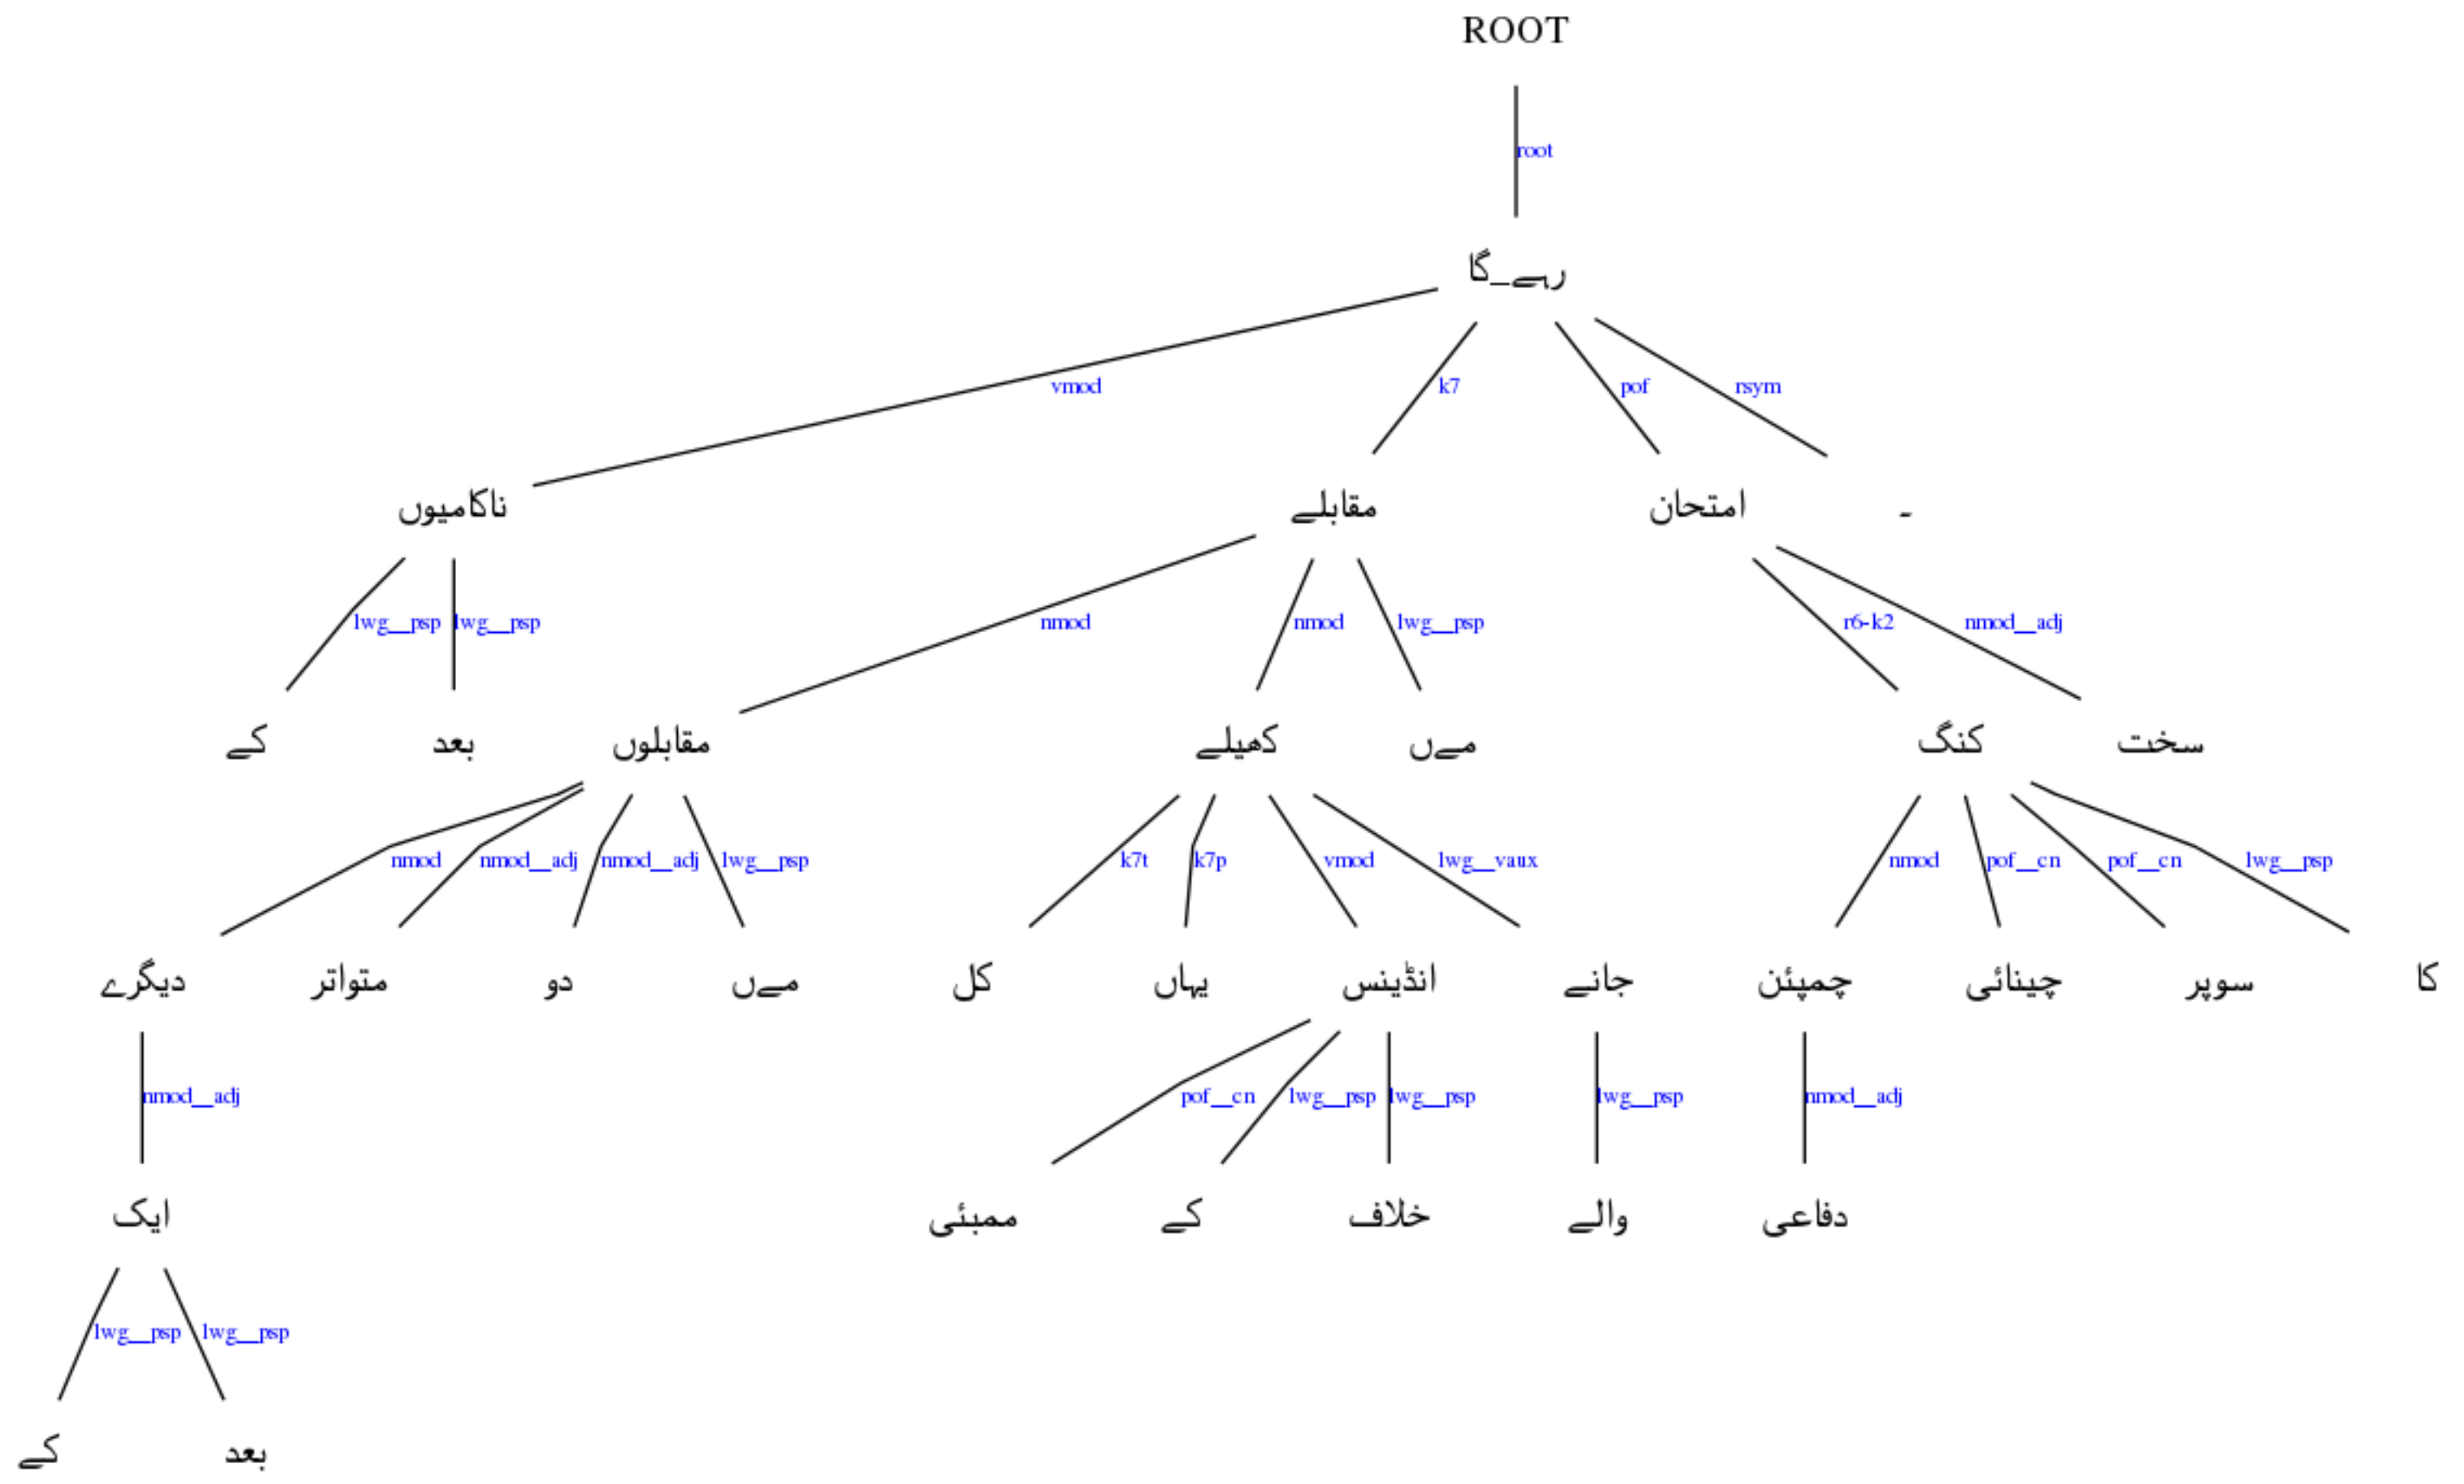 ROOT
root
رہے_گا
vmod k7 pof rsym
ناکامیوں مقابلے امتحان ۔
lwg__psp lwg__psp nmod nmod lwg__psp r6-k2 nmod__adj
کے بعد مقابلوں کھیلے مےں کنگ سخت
nmod nmod__adj nmod__adj lwg__psp k7t k7p vmod lwg__vaux nmod pof__cn pof__cn lwg__psp
دیگرے متواتر دو مےں کل یہاں انڈینس جانے چمپئن چینائی سوپر کا
nmod__adj pof__cn lwg__psp lwg__psp lwg__psp nmod__adj
ایک ممبئی کے خلاف والے دفاعی
lwg__psp lwg__psp
کے بعد